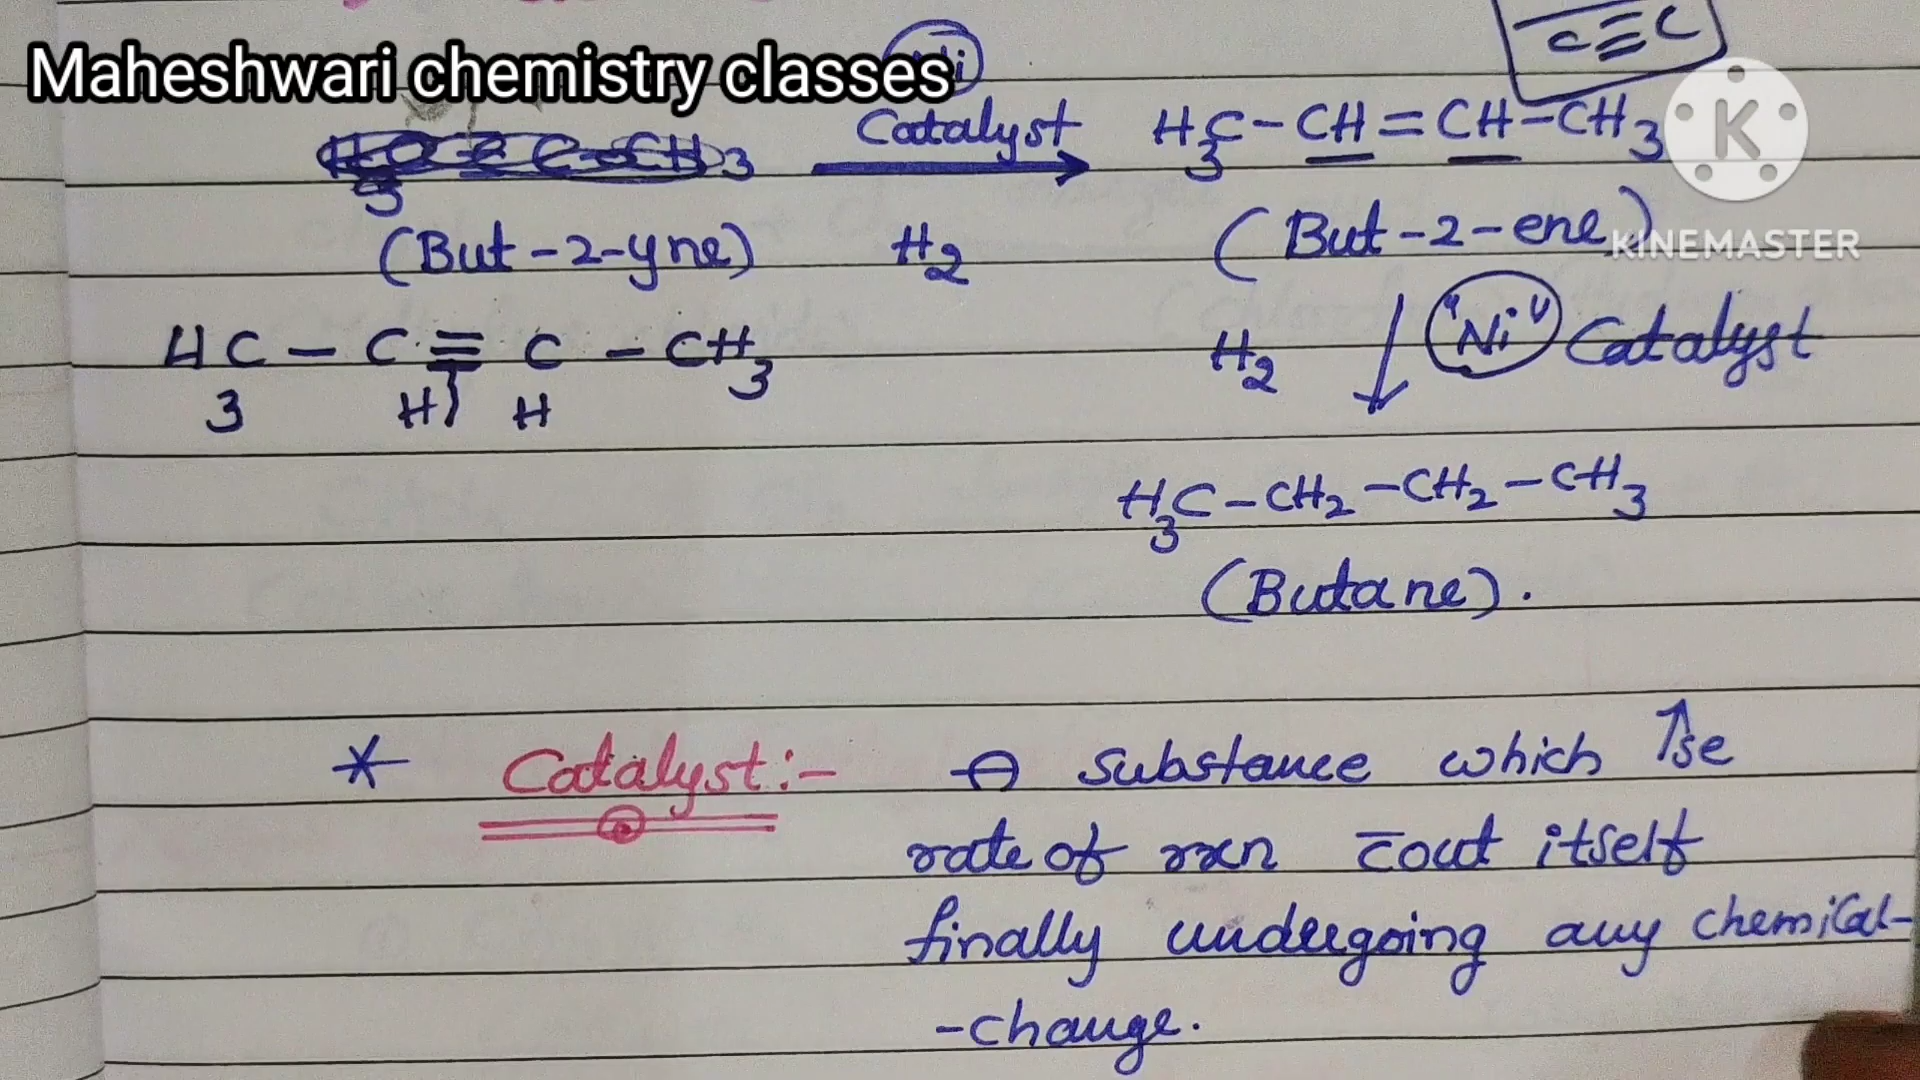 Maheshwari chemistry classes
C≡C
Catalyst
H3C-CH=CH-CH3
(But-2-yne)
H2
(But-2-ene)
KINEMASTER
K
H3C-C≡C-CH3
H H
H2
"Ni" Catalyst
H3C-CH2-CH2-CH3
(Butane).
* Catalyst:-
A substance which ↑se
rate of rxn c̄out itself
finally undergoing any chemical-
-change.